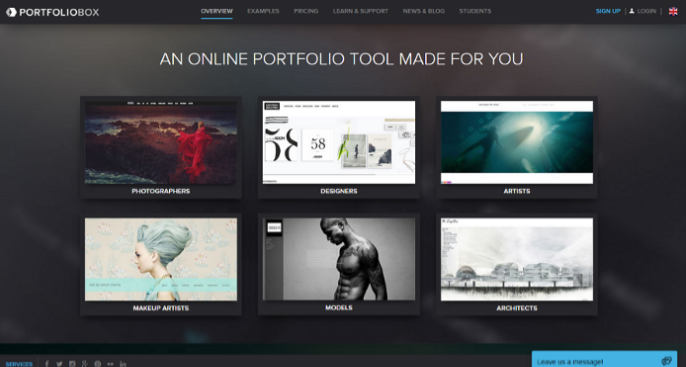 PORTFOLIOBOX
OVERVIEW EXAMPLES PRICING LEARN & SUPPORT NEWS & BLOG STUDENTS
SIGN UP | LOGIN |
AN ONLINE PORTFOLIO TOOL MADE FOR YOU
58
PHOTOGRAPHERS DESIGNERS ARTISTS
MAKEUP ARTISTS MODELS ARCHITECTS
SERVICES
Leave us a message!